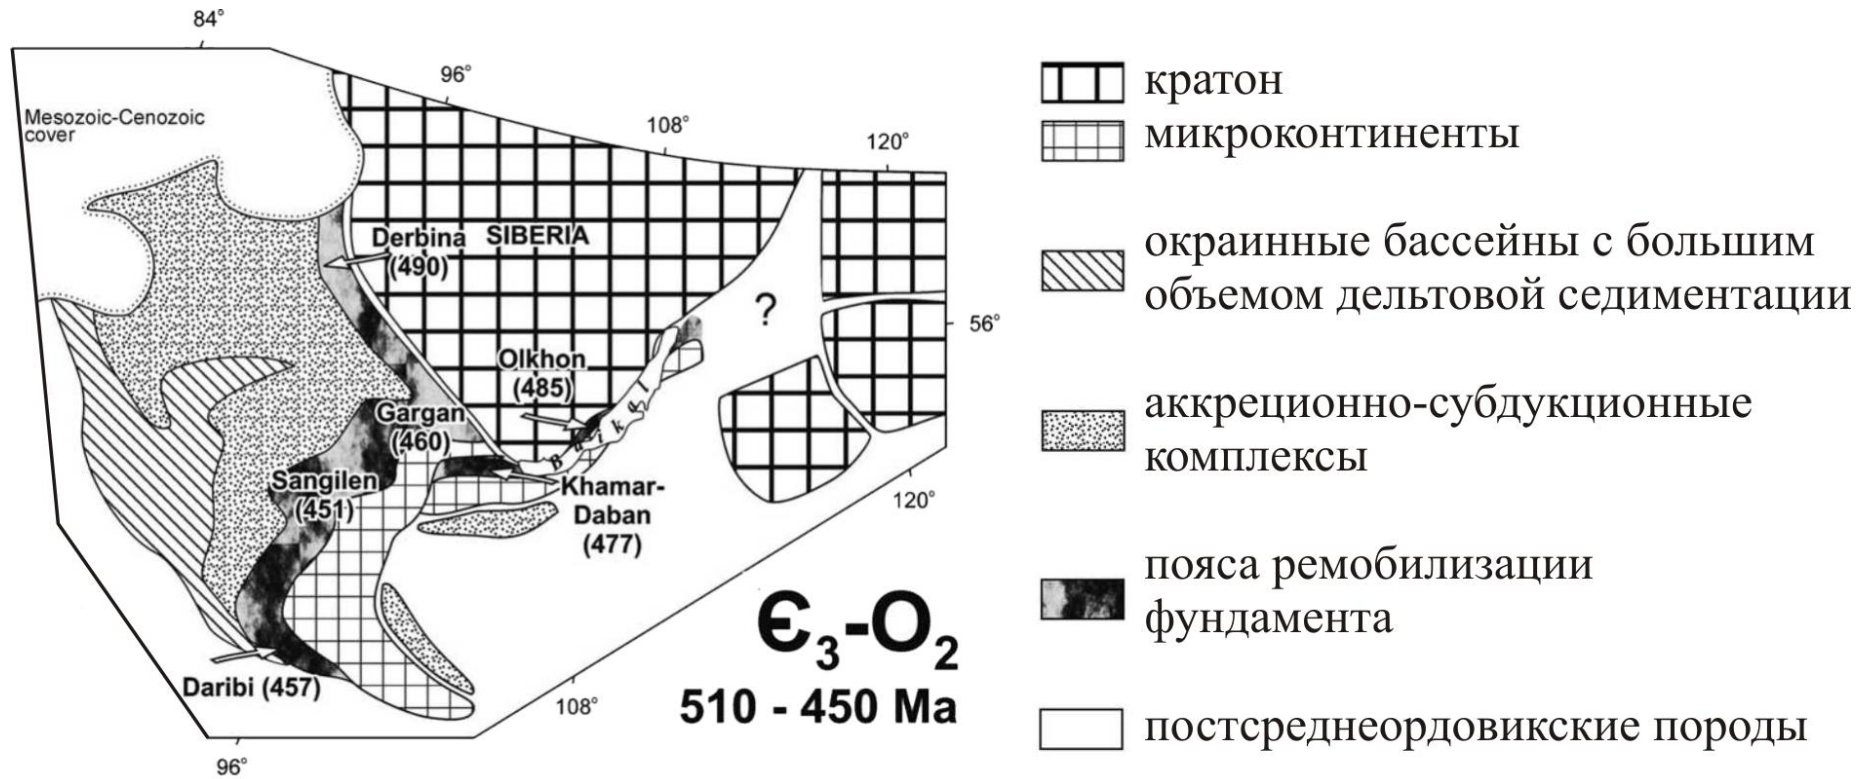 84°
96°
108°
120°
Mesozoic-Cenozoic
cover
Derbina
(490)
SIBERIA
?
56°
Olkhon
(485)
Baikal
Gargan
(460)
Sangilen
(451)
Khamar-
Daban
(477)
120°
Daribi (457)
108°
96°
Є3-O2
510 - 450 Ma
кратон
микроконтиненты
окраинные бассейны с большим
объемом дельтовой седиментации
аккреционно-субдукционные
комплексы
пояса ремобилизации
фундамента
постсреднеордовикские породы